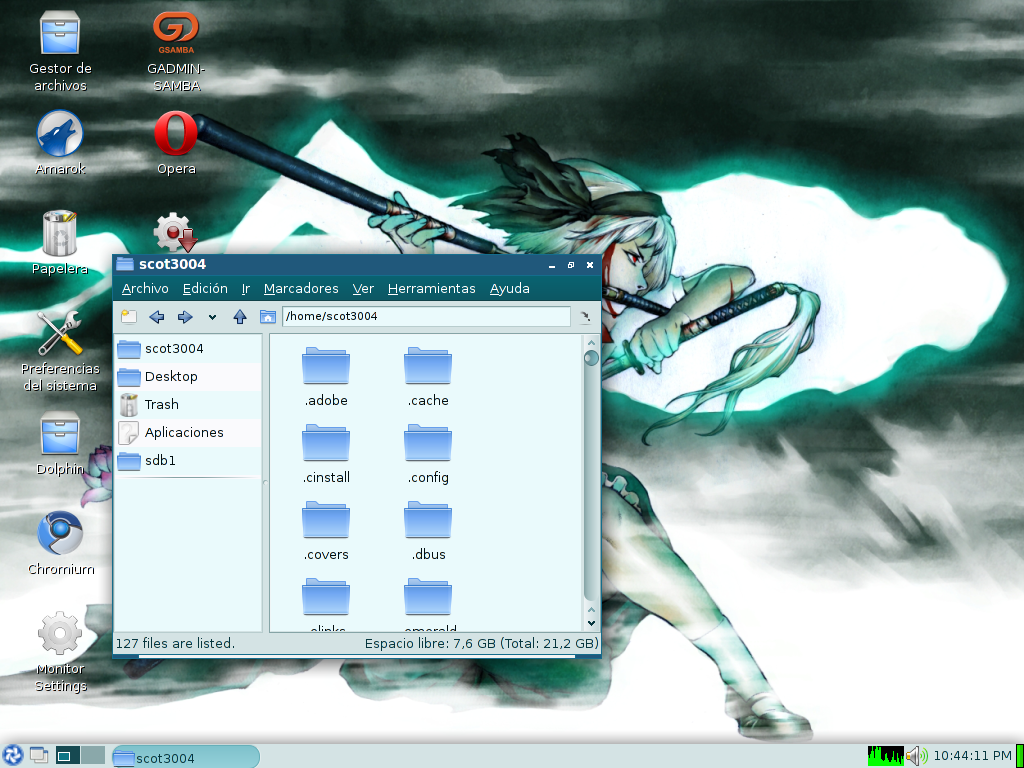 Gestor de
archivos
GSAMBA
GADMIN-
SAMBA
Amarok
Opera
Papelera
Preferencias
del sistema
Dolphin
Chromium
Monitor
Settings
scot3004
Archivo Edición Ir Marcadores Ver Herramientas Ayuda
/home/scot3004
scot3004
Desktop
Trash
Aplicaciones
sdb1
.adobe
.cache
.cinstall
.config
.covers
.dbus
.elinks
.emerald
127 files are listed.
Espacio libre: 7,6 GB (Total: 21,2 GB)
scot3004
10:44:11 PM